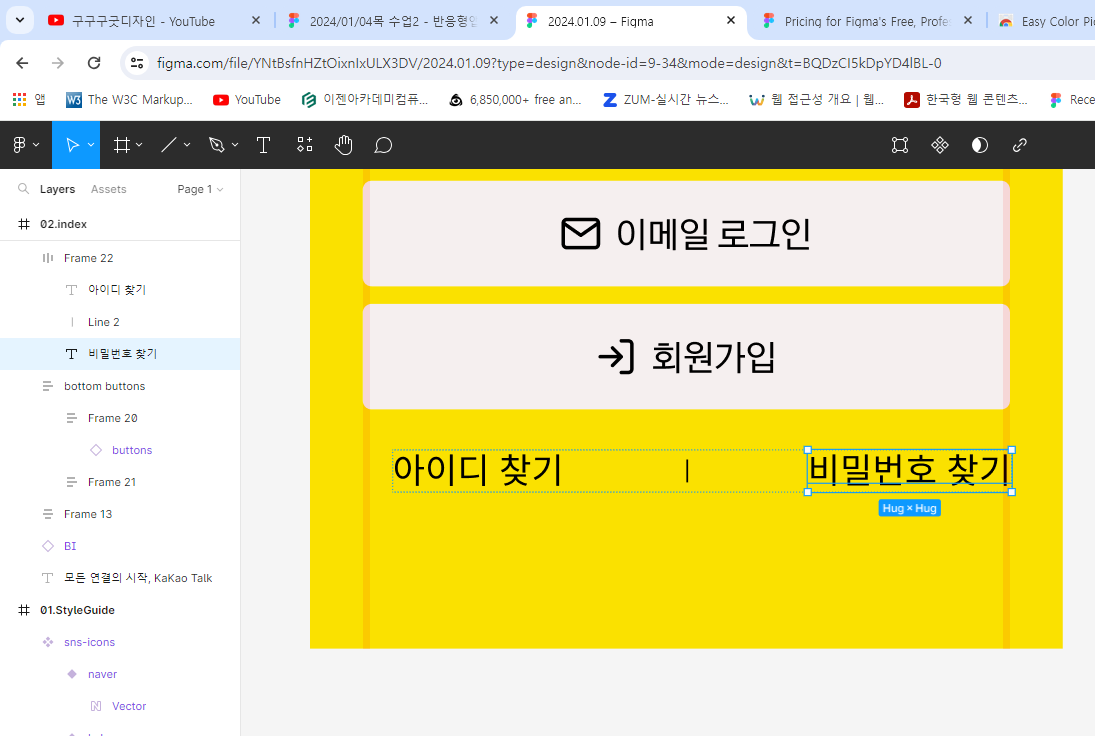 구구구굿디자인 - YouTube
2024/01/04목 수업2 - 반응형
2024.01.09 – Figma
Pricing for Figma's Free, Profe
Easy Color Pi
figma.com/file/YNtBsfnHZtOixnIxULX3DV/2024.01.09?type=design&node-id=9-34&mode=design&t=BQDzCI5kDpYD4lBL-0
앱
The W3C Markup...
YouTube
이젠아카데미컴퓨...
6,850,000+ free an...
ZUM-실시간 뉴스...
웹 접근성 개요 | 웹...
한국형 웹 콘텐츠...
Rece
Layers
Assets
Page 1
02.index
Frame 22
아이디 찾기
Line 2
비밀번호 찾기
bottom buttons
Frame 20
buttons
Frame 21
Frame 13
BI
모든 연결의 시작, KaKao Talk
01.StyleGuide
sns-icons
naver
Vector
이메일 로그인
회원가입
아이디 찾기 | 비밀번호 찾기
Hug × Hug